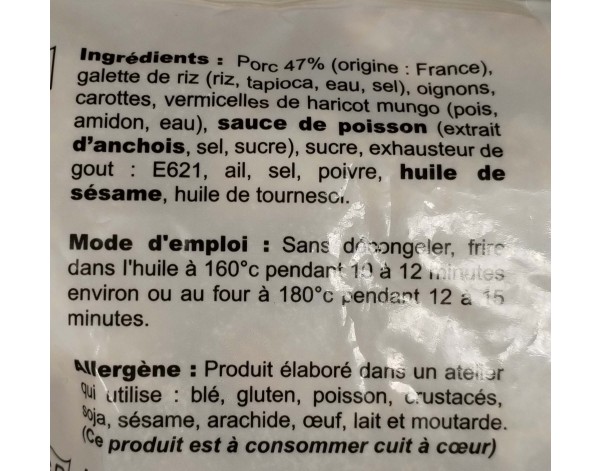 Ingrédients : Porc 47% (origine : France),
galette de riz (riz, tapioca, eau, sel), oignons,
carottes, vermicelles de haricot mungo (pois,
amidon, eau), sauce de poisson (extrait
d'anchois, sel, sucre), sucre, exhausteur de
gout : E621, ail, sel, poivre, huile de
sésame, huile de tournesol.
Mode d'emploi : Sans décongeler, frire
dans l'huile à 160°c pendant 10 à 12 minutes
environ ou au four à 180°c pendant 12 à 15
minutes.
Allergène : Produit élaboré dans un atelier
qui utilise : blé, gluten, poisson, crustacés,
soja, sésame, arachide, œuf, lait et moutarde.
(Ce produit est à consommer cuit à cœur)